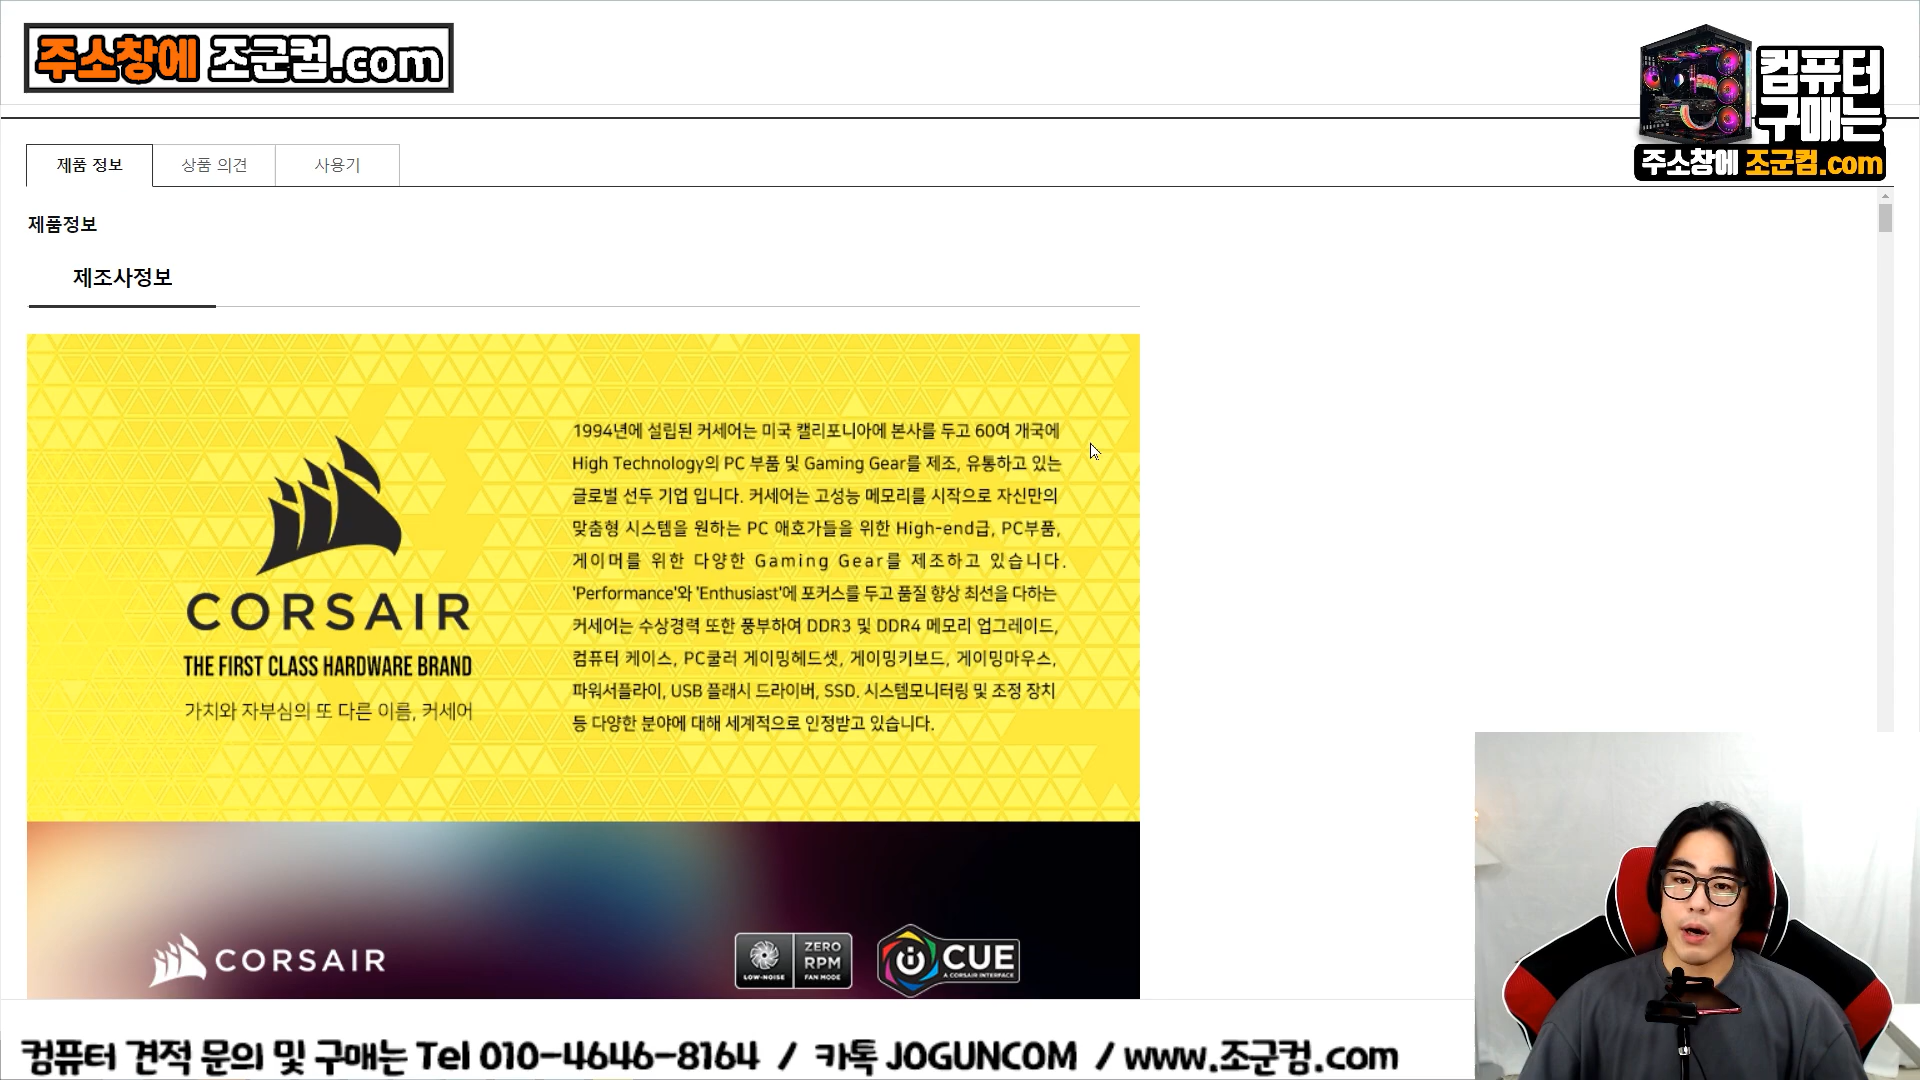 주소창에 조군컴.com
컴퓨터
구매는
주소창에 조군컴.com
제품 정보
상품 의견
사용기
제품정보
제조사정보
CORSAIR
THE FIRST CLASS HARDWARE BRAND
가치와 자부심의 또 다른 이름, 커세어
1994년에 설립된 커세어는 미국 캘리포니아에 본사를 두고 60여 개국에
High Technology의 PC 부품 및 Gaming Gear를 제조, 유통하고 있는
글로벌 선두 기업 입니다. 커세어는 고성능 메모리를 시작으로 자신만의
맞춤형 시스템을 원하는 PC 애호가들을 위한 High-end급, PC부품,
게이머를 위한 다양한 Gaming Gear를 제조하고 있습니다.
'Performance'와 'Enthusiast'에 포커스를 두고 품질 향상 최선을 다하는
커세어는 수상경력 또한 풍부하여 DDR3 및 DDR4 메모리 업그레이드,
컴퓨터 케이스, PC쿨러 게이밍헤드셋, 게이밍키보드, 게이밍마우스,
파워서플라이, USB 플래시 드라이버, SSD. 시스템모니터링 및 조정 장치
등 다양한 분야에 대해 세계적으로 인정받고 있습니다.
CORSAIR
LOW-NOISE
ZERO
RPM
FAN MODE
iCUE
A CORSAIR INTERFACE
컴퓨터 견적 문의 및 구매는 Tel 010-4646-8164 / 카톡 JOGUNCOM / www.조군컴.com